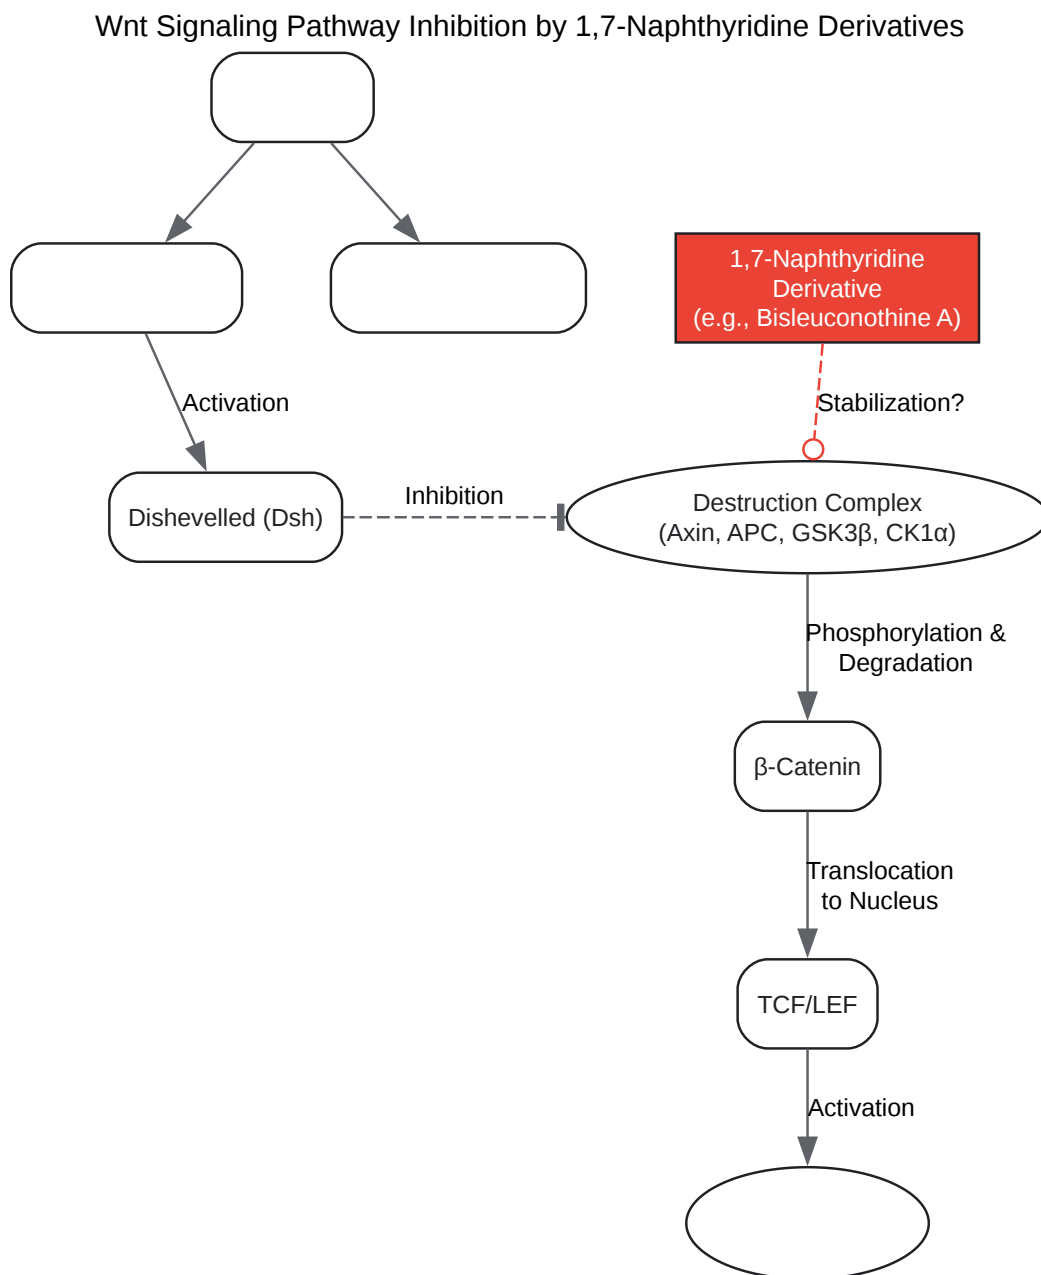 Wnt Signaling Pathway Inhibition by 1,7-Naphthyridine Derivatives
1,7-Naphthyridine
Derivative
(e.g., Bisleuconothine A)
Activation
Stabilization?
Dishevelled (Dsh)
Inhibition
Destruction Complex
(Axin, APC, GSK3β, CK1α)
Phosphorylation &
Degradation
β-Catenin
Translocation
to Nucleus
TCF/LEF
Activation